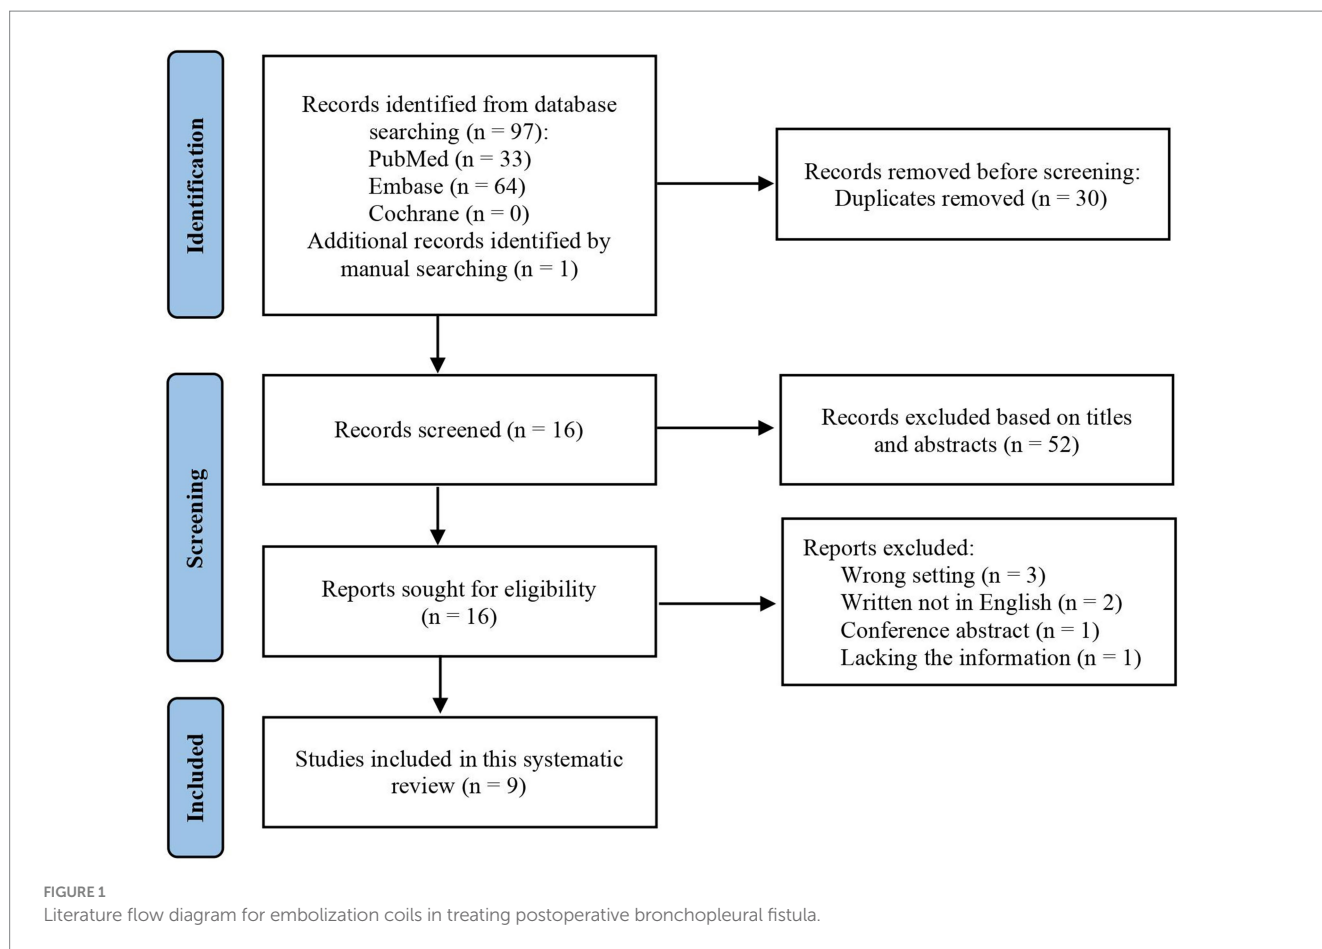 Identification
Records identified from database
searching (n = 97):
PubMed (n = 33)
Embase (n = 64)
Cochrane (n = 0)
Additional records identified by
manual searching (n = 1)
Records removed before screening:
Duplicates removed (n = 30)
Screening
Records screened (n = 16)
Records excluded based on titles
and abstracts (n = 52)
Reports sought for eligibility
(n = 16)
Reports excluded:
Wrong setting (n = 3)
Written not in English (n = 2)
Conference abstract (n = 1)
Lacking the information (n = 1)
Included
Studies included in this systematic
review (n = 9)
FIGURE 1
Literature flow diagram for embolization coils in treating postoperative bronchopleural fistula.